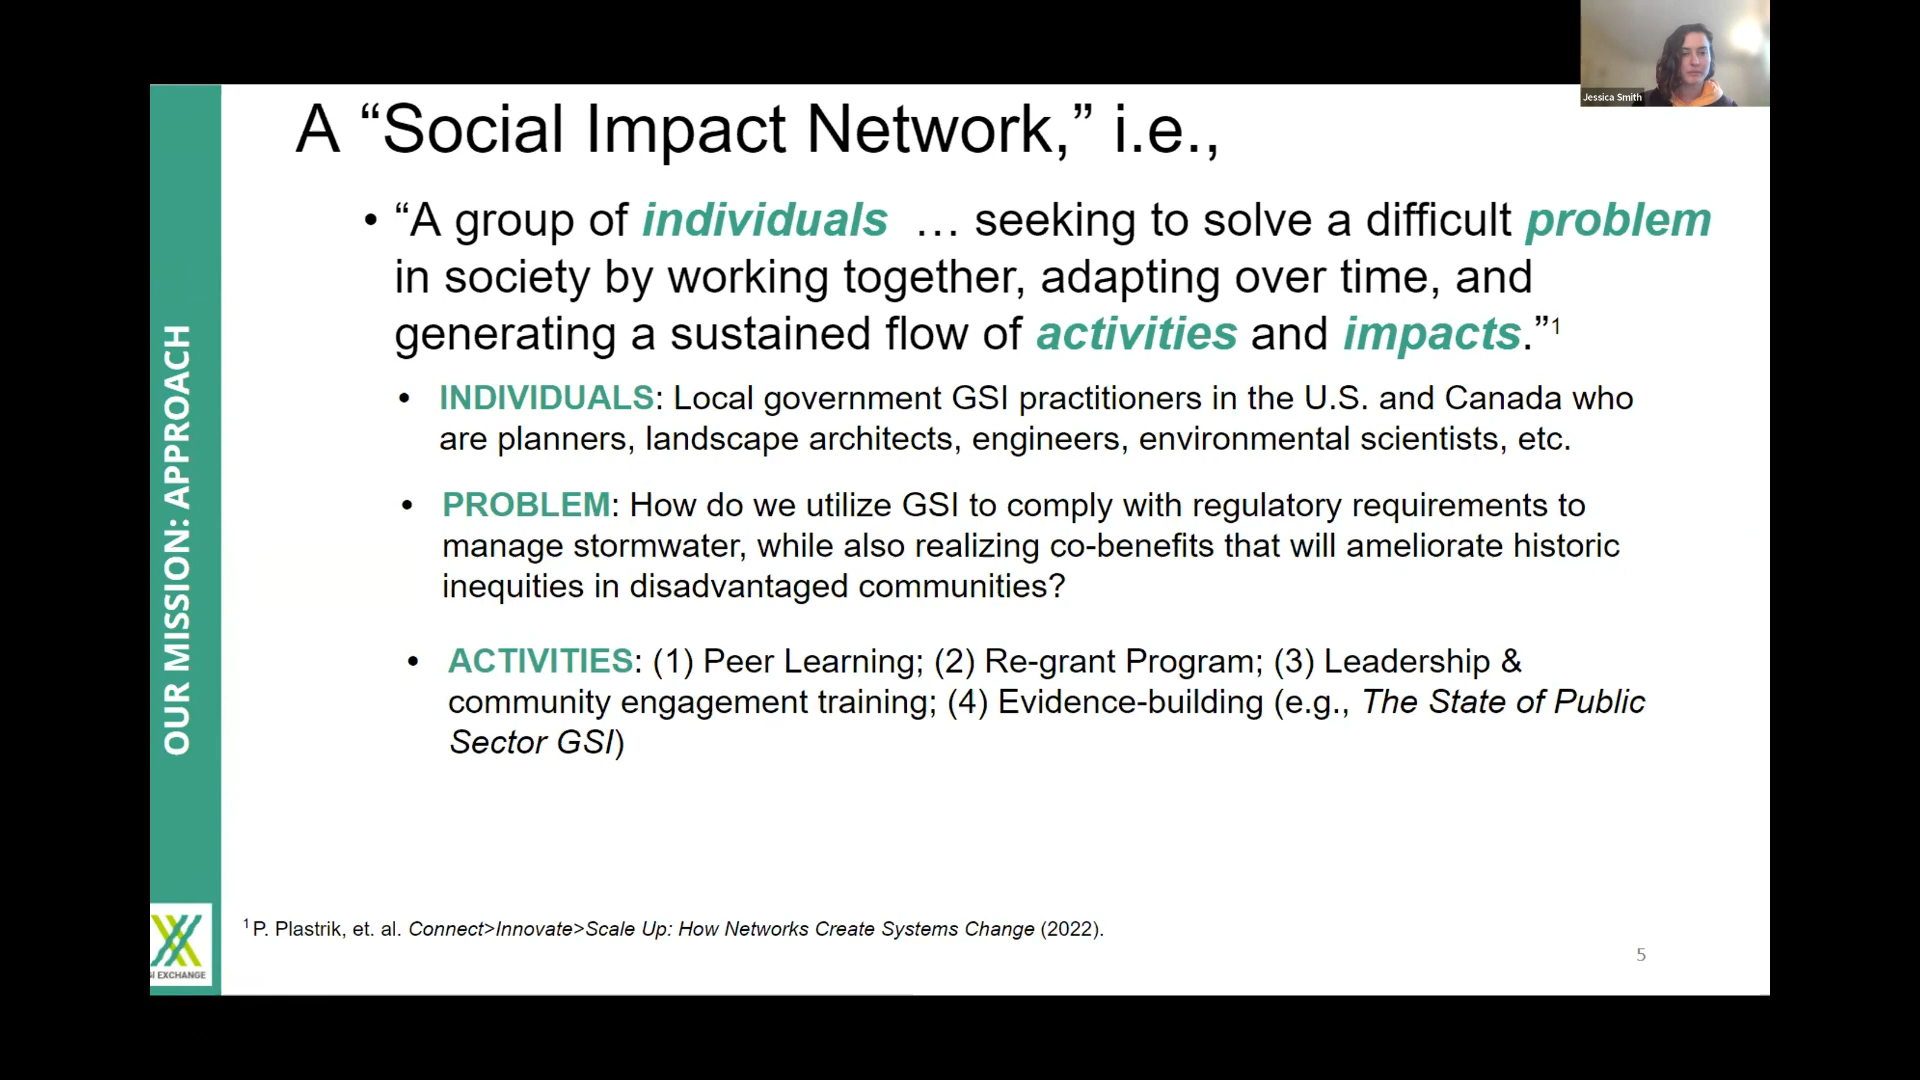 Jessica Smith
A “Social Impact Network,” i.e.,
• “A group of individuals … seeking to solve a difficult problem
in society by working together, adapting over time, and
generating a sustained flow of activities and impacts.”1
• INDIVIDUALS: Local government GSI practitioners in the U.S. and Canada who
are planners, landscape architects, engineers, environmental scientists, etc.
• PROBLEM: How do we utilize GSI to comply with regulatory requirements to
manage stormwater, while also realizing co-benefits that will ameliorate historic
inequities in disadvantaged communities?
• ACTIVITIES: (1) Peer Learning; (2) Re-grant Program; (3) Leadership &
community engagement training; (4) Evidence-building (e.g., The State of Public
Sector GSI)
OUR MISSION: APPROACH
SI EXCHANGE
1 P. Plastrik, et. al. Connect>Innovate>Scale Up: How Networks Create Systems Change (2022).
5